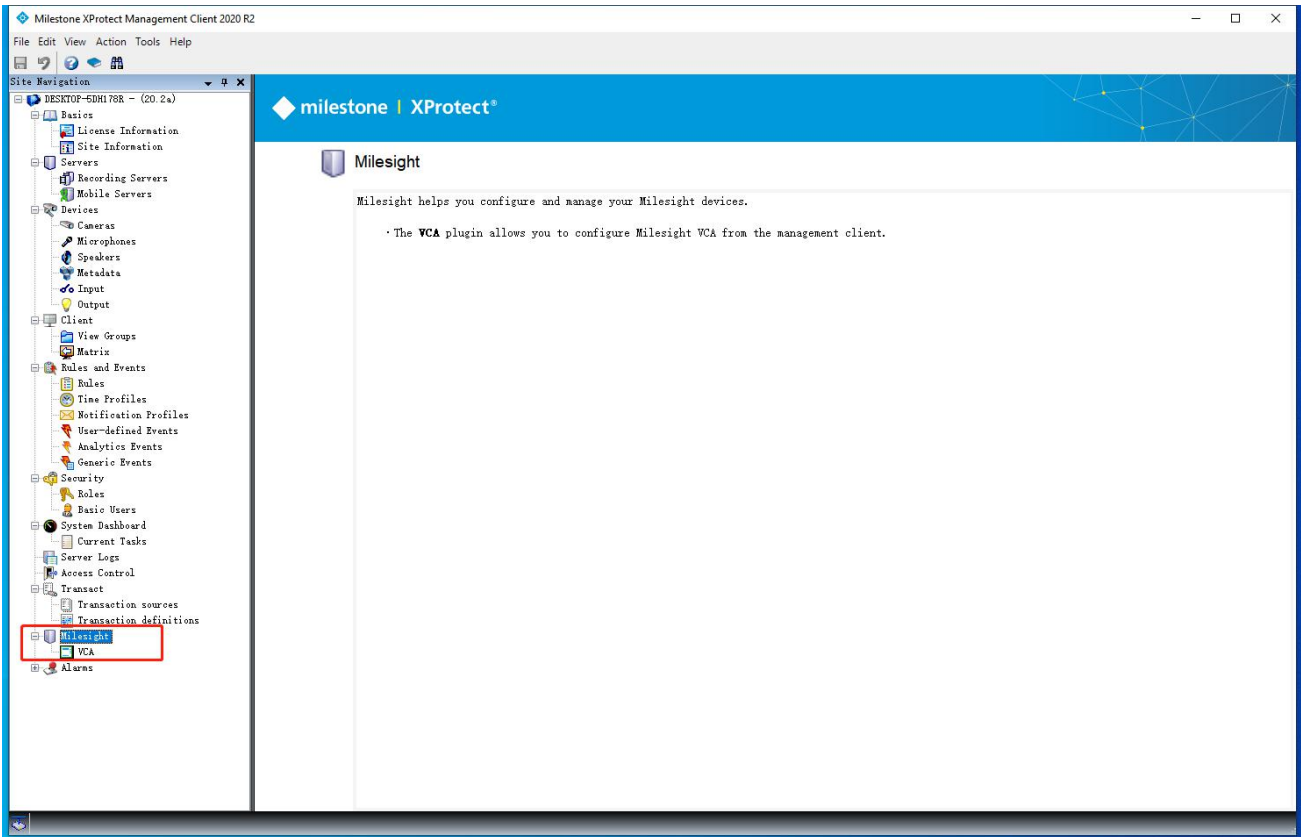 Milestone XProtect Management Client 2020 R2
File Edit View Action Tools Help
Site Navigation
DESKTOP-5DH178R - (20.2a)
Basics
License Information
Site Information
Servers
Recording Servers
Mobile Servers
Devices
Cameras
Microphones
Speakers
Metadata
Input
Output
Client
View Groups
Matrix
Rules and Events
Rules
Time Profiles
Notification Profiles
User-defined Events
Analytics Events
Generic Events
Security
Roles
Basic Users
System Dashboard
Current Tasks
Server Logs
Access Control
Transact
Transaction sources
Transaction definitions
Milesight
VCA
Alarms
milestone | XProtect®
Milesight
Milesight helps you configure and manage your Milesight devices.
· The VCA plugin allows you to configure Milesight VCA from the management client.